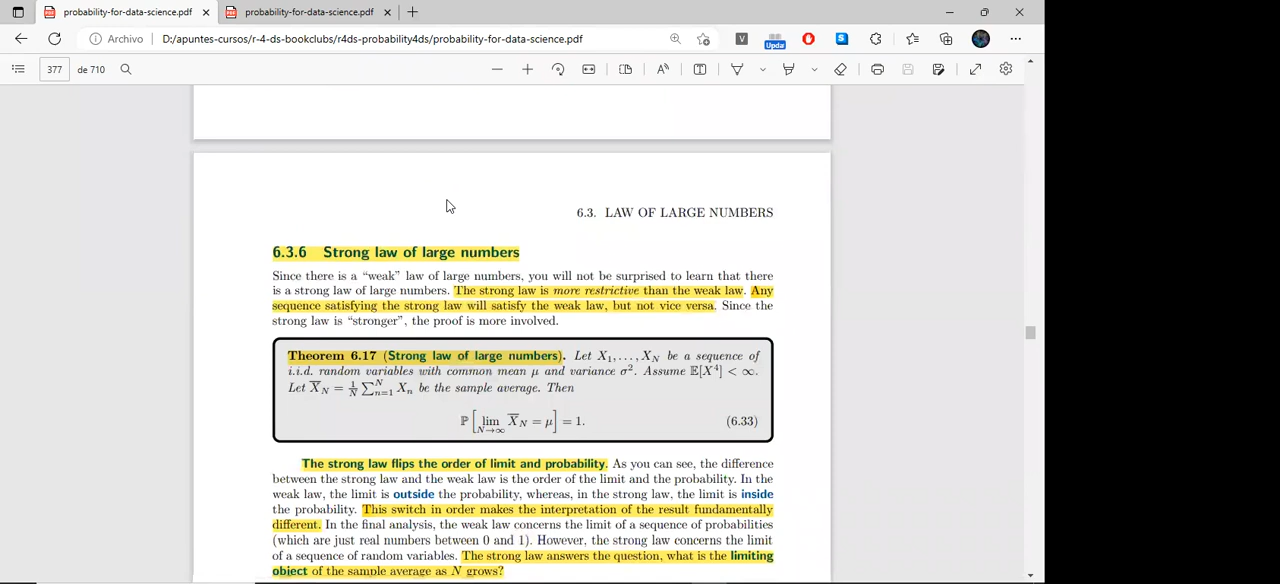 probability-for-data-science.pdf
probability-for-data-science.pdf
Archivo D:/apuntes-cursos/r-4-ds-bookclubs/r4ds-probability4ds/probability-for-data-science.pdf
377 de 710
6.3. LAW OF LARGE NUMBERS
6.3.6 Strong law of large numbers
Since there is a “weak” law of large numbers, you will not be surprised to learn that there
is a strong law of large numbers. The strong law is more restrictive than the weak law. Any
sequence satisfying the strong law will satisfy the weak law, but not vice versa. Since the
strong law is “stronger”, the proof is more involved.
Theorem 6.17 (Strong law of large numbers). Let X₁, . . . , X_N be a sequence of
i.i.d. random variables with common mean μ and variance σ². Assume 𝔼[X⁴] < ∞.
Let X̅_N = 1/N ∑_{n=1}^N X_n be the sample average. Then
ℙ [ lim_{N→∞} X̅_N = μ ] = 1. (6.33)
The strong law flips the order of limit and probability. As you can see, the difference
between the strong law and the weak law is the order of the limit and the probability. In the
weak law, the limit is outside the probability, whereas, in the strong law, the limit is inside
the probability. This switch in order makes the interpretation of the result fundamentally
different. In the final analysis, the weak law concerns the limit of a sequence of probabilities
(which are just real numbers between 0 and 1). However, the strong law concerns the limit
of a sequence of random variables. The strong law answers the question, what is the limiting
object of the sample average as N grows?